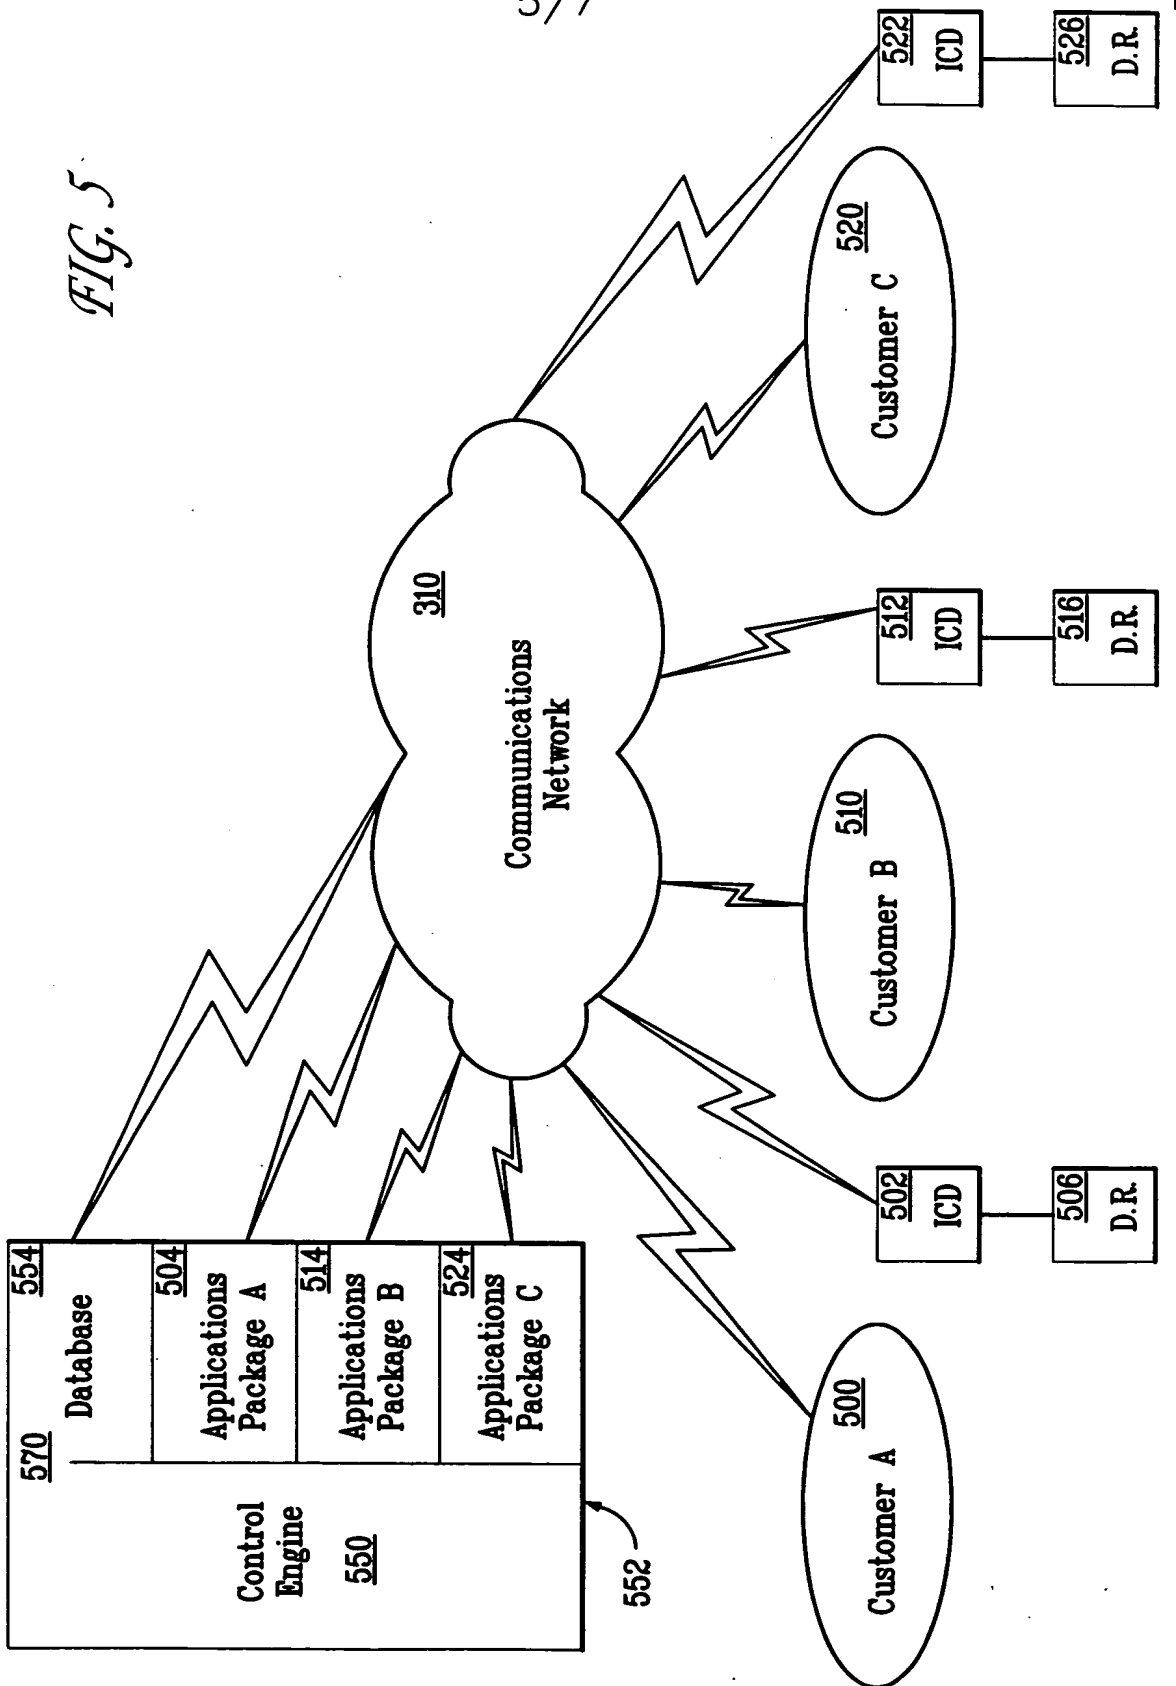 5/7
FIG. 5
570
Database
554
Control
Engine
550
Applications
Package A
504
Applications
Package B
514
Applications
Package C
524
552
Communications
Network
310
Customer A
500
502
ICD
506
D.R.
Customer B
510
512
ICD
516
D.R.
Customer C
520
522
ICD
526
D.R.